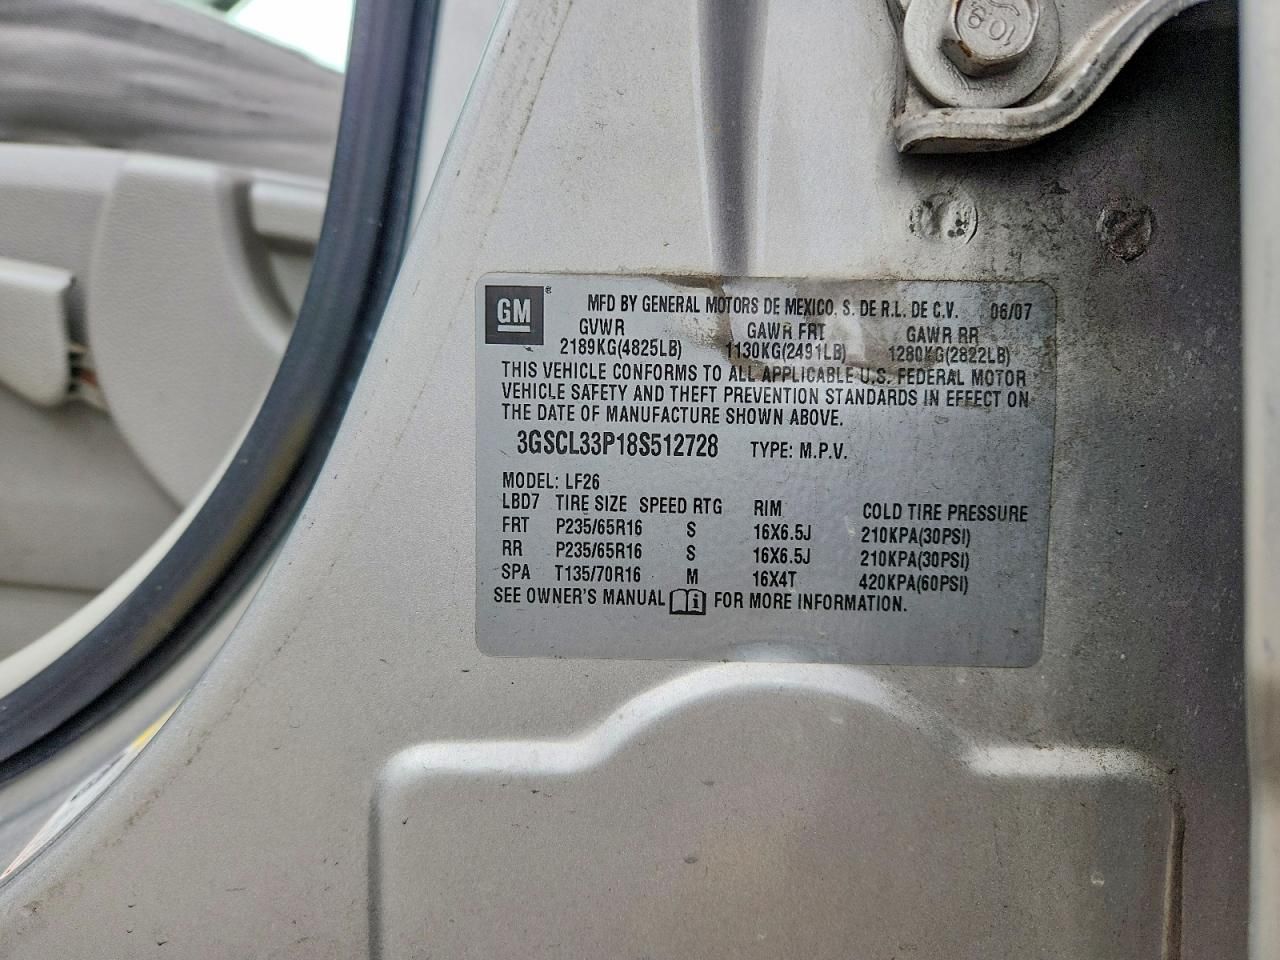 10.9
GM ® MFD BY GENERAL MOTORS DE MEXICO, S. DE R.L. DE C.V. 06/07
GVWR GAWR FRT GAWR RR
2189KG(4825LB) 1130KG(2491LB) 1280KG(2822LB)
THIS VEHICLE CONFORMS TO ALL APPLICABLE U.S. FEDERAL MOTOR
VEHICLE SAFETY AND THEFT PREVENTION STANDARDS IN EFFECT ON
THE DATE OF MANUFACTURE SHOWN ABOVE.
3GSCL33P18S512728 TYPE: M.P.V.
MODEL: LF26
LBD7 TIRE SIZE SPEED RTG RIM COLD TIRE PRESSURE
FRT P235/65R16 S 16X6.5J 210KPA(30PSI)
RR P235/65R16 S 16X6.5J 210KPA(30PSI)
SPA T135/70R16 M 16X4T 420KPA(60PSI)
SEE OWNER'S MANUAL FOR MORE INFORMATION.